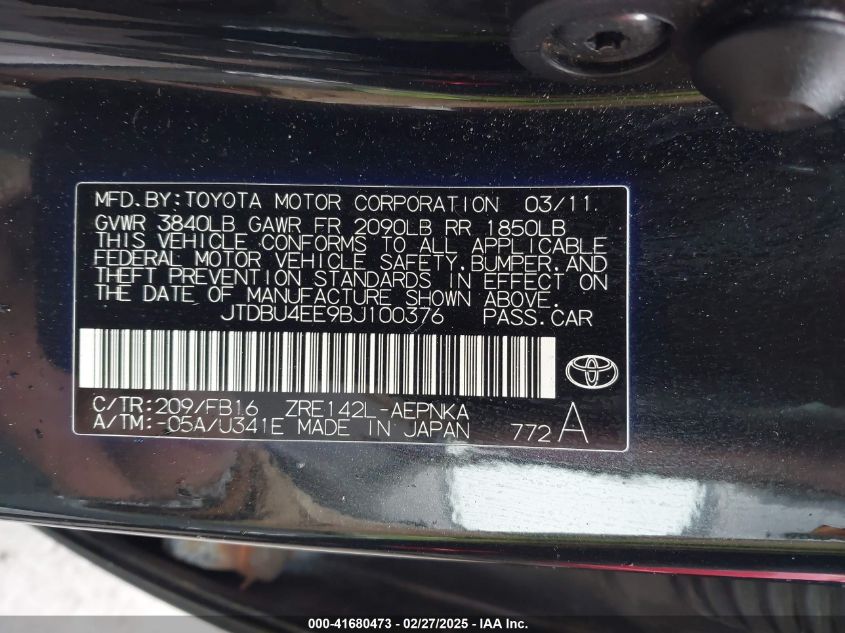 MFD.BY:TOYOTA MOTOR CORPORATION 03/11
GVWR 3840LB GAWR FR 2090LB RR 1850LB
THIS VEHICLE CONFORMS TO ALL APPLICABLE
FEDERAL MOTOR VEHICLE SAFETY,BUMPER,AND
THEFT PREVENTION STANDARDS IN EFFECT ON
THE DATE OF MANUFACTURE SHOWN ABOVE.
JTDBU4EE9BJ100376 PASS.CAR
C/TR:209/FB16 ZRE142L-AEPNKA
A/TM:-05A/U341E MADE IN JAPAN 772 A
000-41680473 — 02/27/2025 — IAA